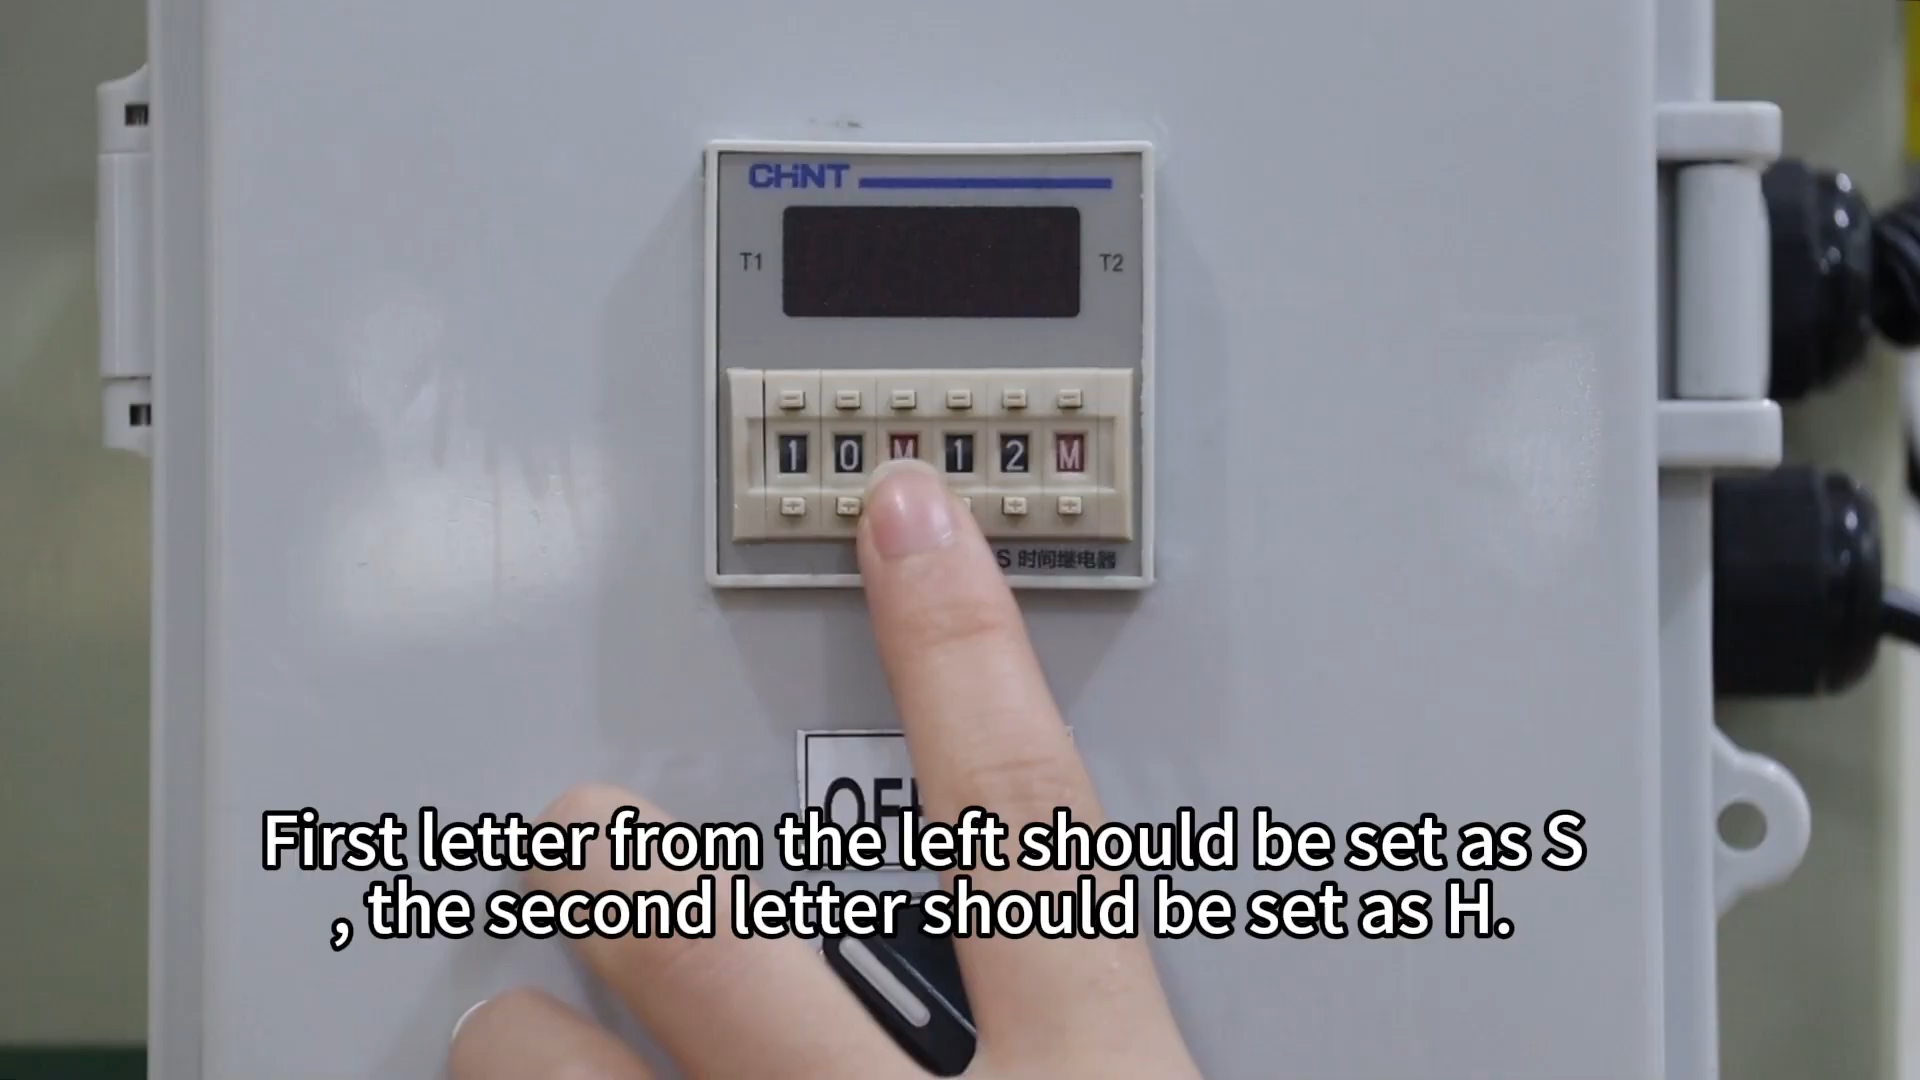 CHNT
T1
T2
1 0 M 1 2 M
S 时间继电器
First letter from the left should be set as S
, the second letter should be set as H.